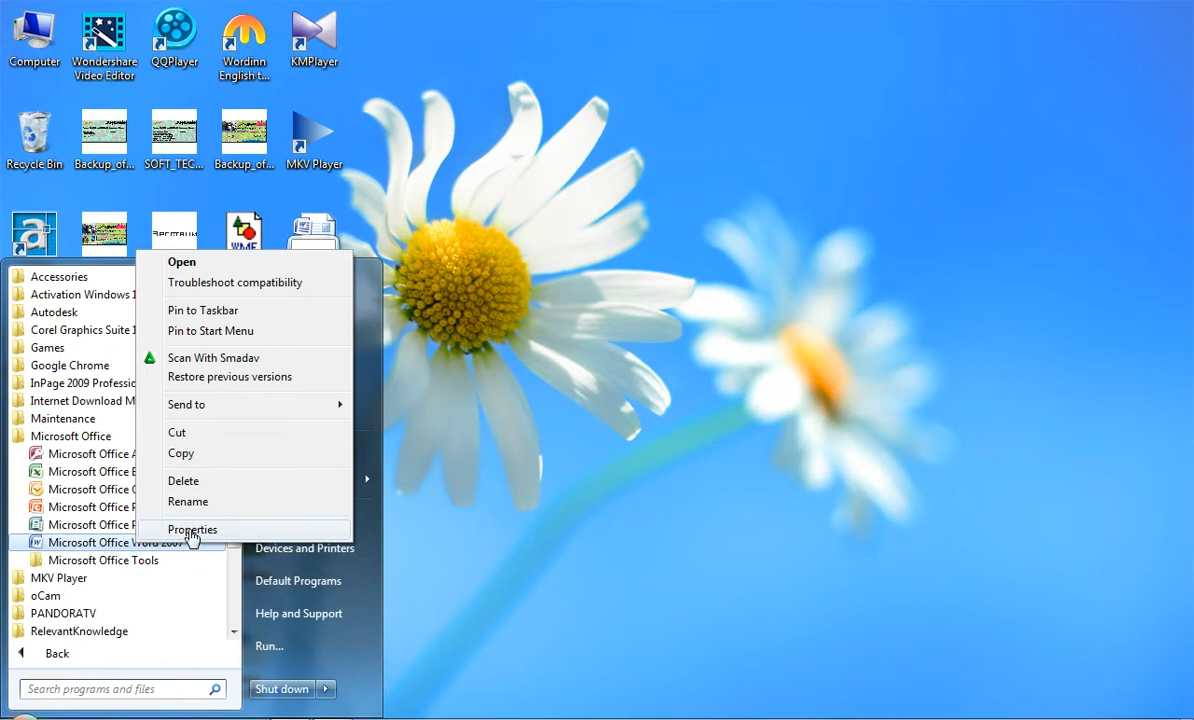 Computer
Wondershare
Video Editor
QQPlayer
Wordinn
English t...
KMPlayer
Recycle Bin
Backup_of...
SOFT_TEC...
Backup_of...
MKV Player
WMF
Accessories
Activation Windows 1
Autodesk
Corel Graphics Suite 1
Games
Google Chrome
InPage 2009 Professio
Internet Download M
Maintenance
Microsoft Office
Microsoft Office A
Microsoft Office E
Microsoft Office O
Microsoft Office P
Microsoft Office P
Microsoft Office Word 2007
Microsoft Office Tools
MKV Player
oCam
PANDORATV
RelevantKnowledge
Back
Search programs and files
Open
Troubleshoot compatibility
Pin to Taskbar
Pin to Start Menu
Scan With Smadav
Restore previous versions
Send to
Cut
Copy
Delete
Rename
Properties
Devices and Printers
Default Programs
Help and Support
Run...
Shut down